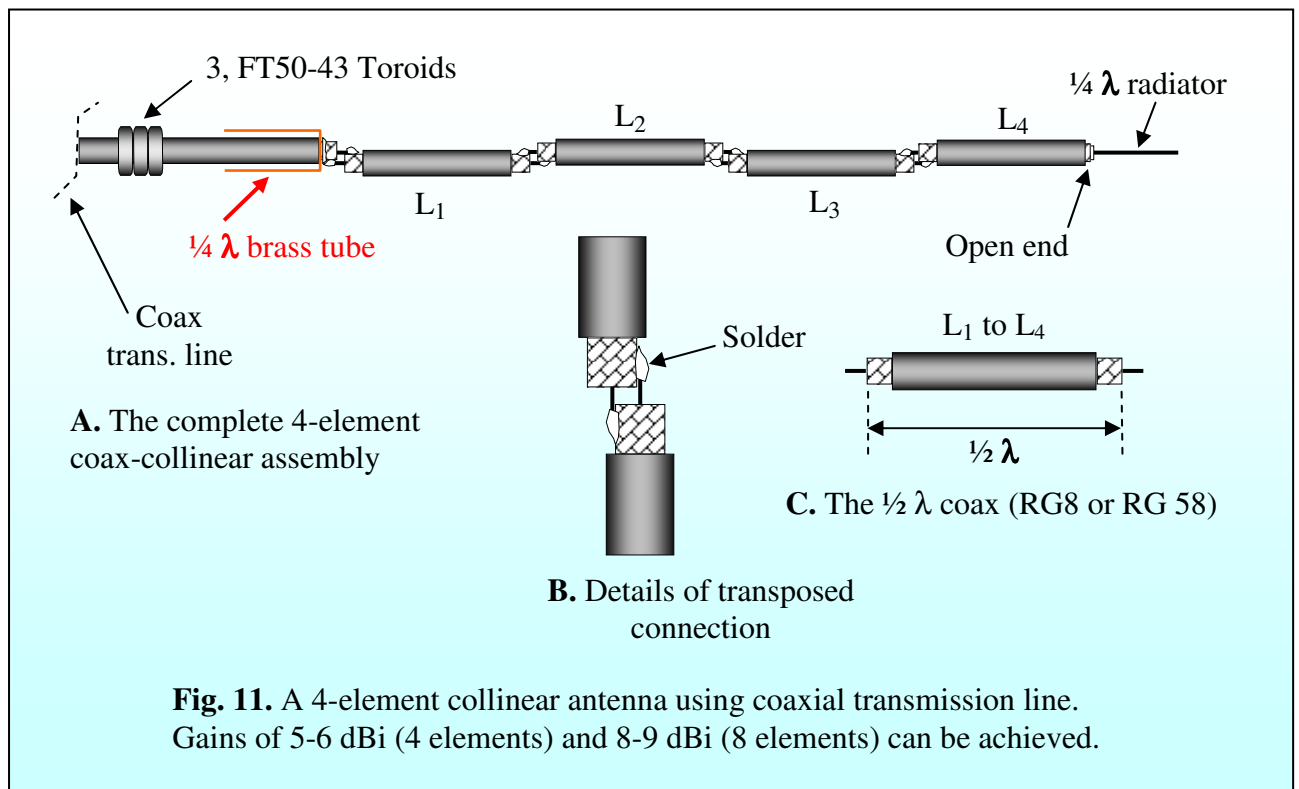 3, FT50-43 Toroids
¼ λ radiator
L2
L4
L1
L3
¼ λ brass tube
Open end
Coax
trans. line
Solder
L1 to L4
½ λ
A. The complete 4-element
coax-collinear assembly
C. The ½ λ coax (RG8 or RG 58)
B. Details of transposed
connection
Fig. 11. A 4-element collinear antenna using coaxial transmission line.
Gains of 5-6 dBi (4 elements) and 8-9 dBi (8 elements) can be achieved.